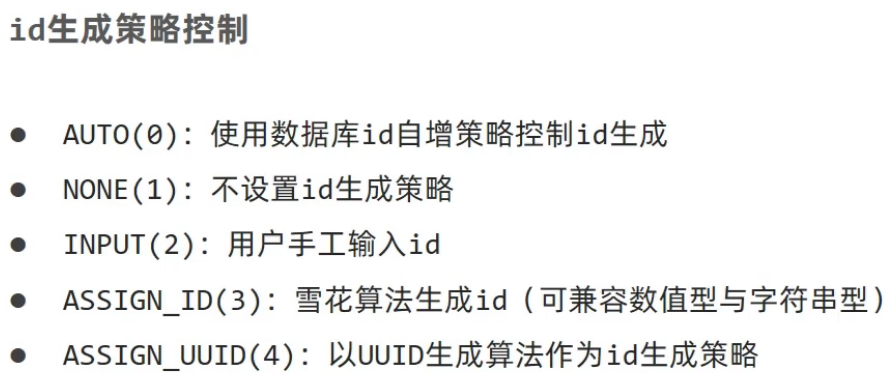 id生成策略控制
● AUTO(0)：使用数据库id自增策略控制id生成
● NONE(1)：不设置id生成策略
● INPUT(2)：用户手工输入id
● ASSIGN_ID(3)：雪花算法生成id（可兼容数值型与字符串型）
● ASSIGN_UUID(4)：以UUID生成算法作为id生成策略